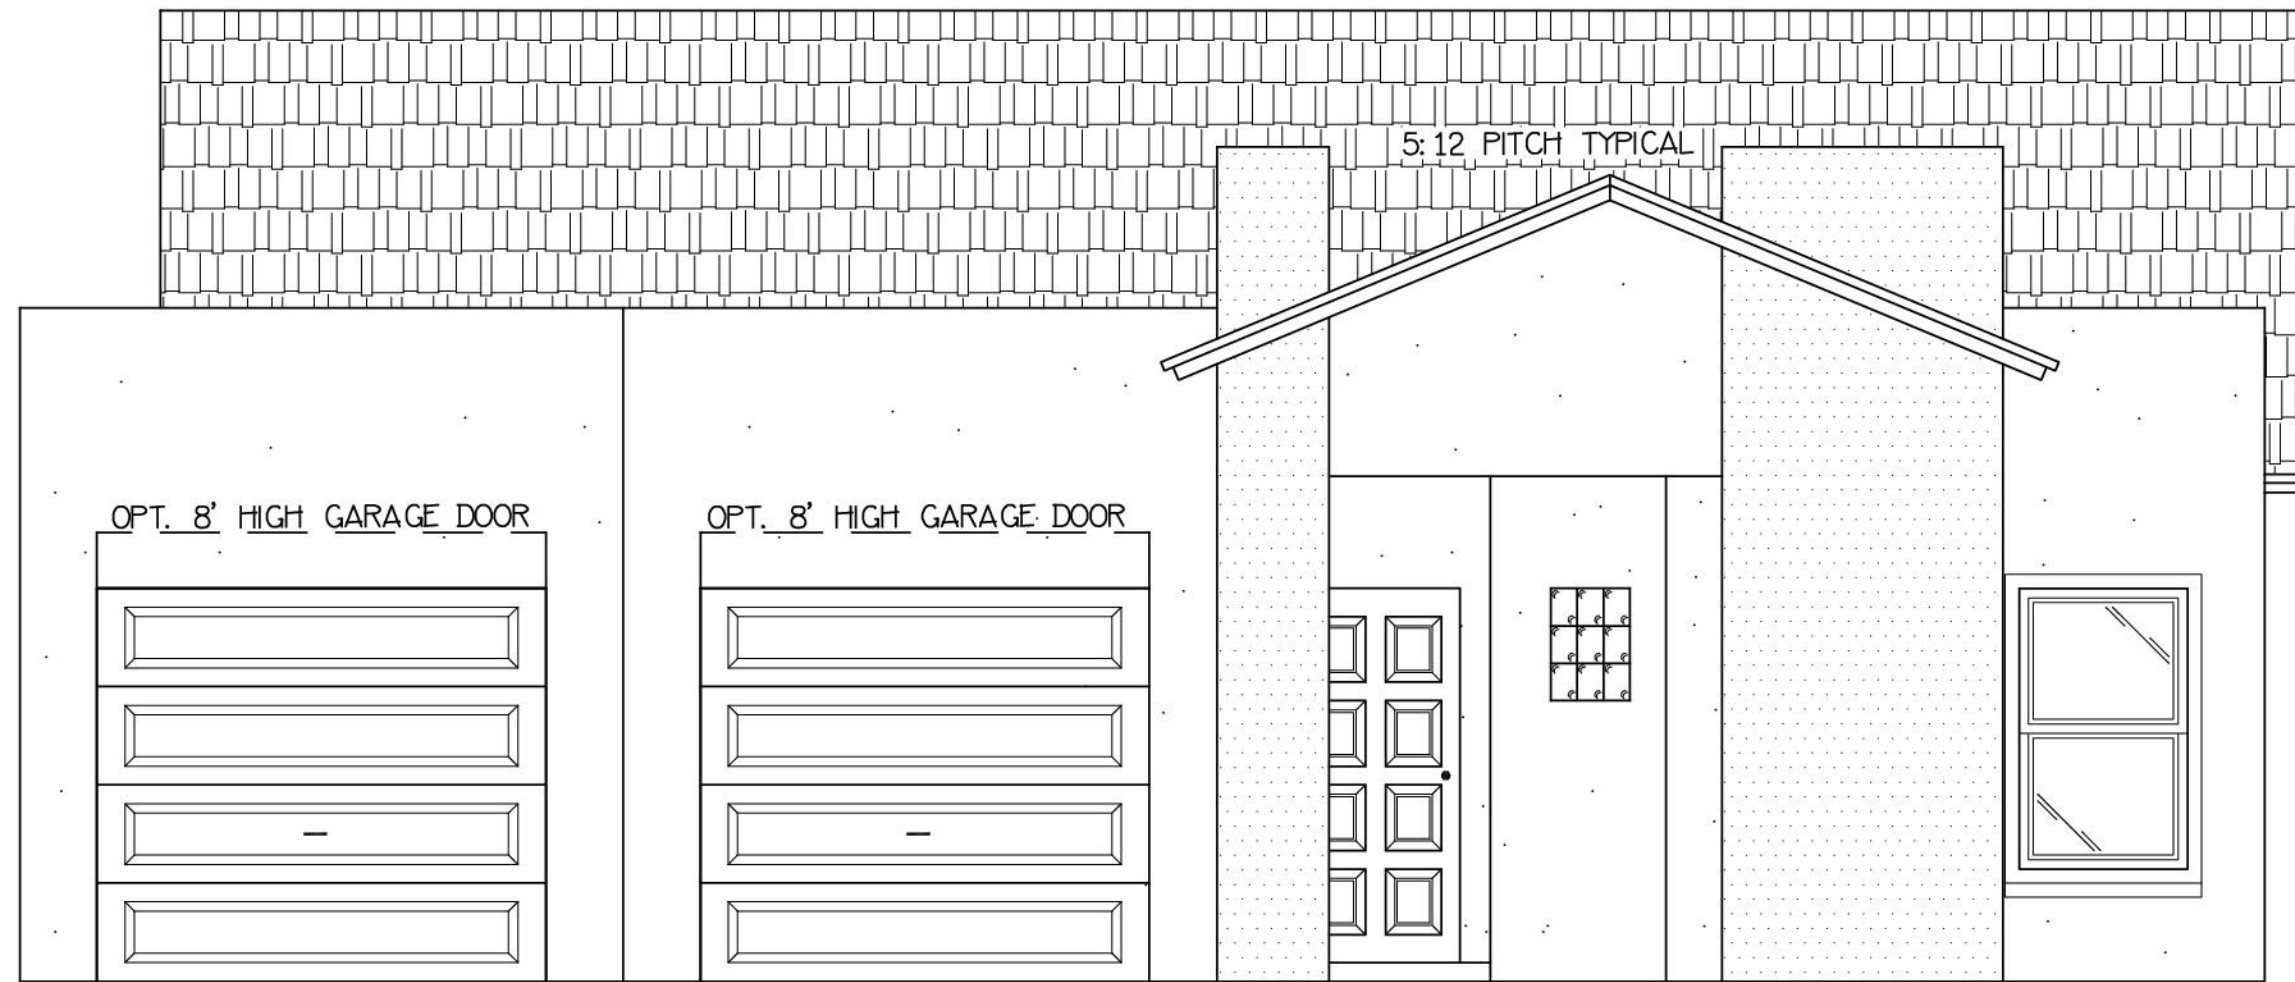 5:12 PITCH TYPICAL
OPT. 8' HIGH GARAGE DOOR
OPT. 8' HIGH GARAGE DOOR